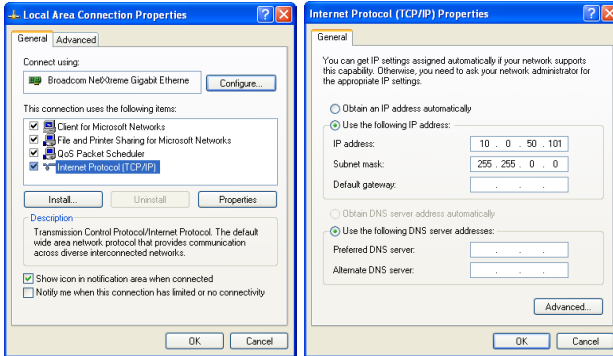 Local Area Connection Properties
General
Advanced
Connect using:
Broadcom NetXtreme Gigabit Etherne
Configure...
This connection uses the following items:
Client for Microsoft Networks
File and Printer Sharing for Microsoft Networks
QoS Packet Scheduler
Internet Protocol (TCP/IP)
Install...
Uninstall
Properties
Description
Transmission Control Protocol/Internet Protocol. The default
wide area network protocol that provides communication
across diverse interconnected networks.
Show icon in notification area when connected
Notify me when this connection has limited or no connectivity
OK
Cancel
Internet Protocol (TCP/IP) Properties
General
You can get IP settings assigned automatically if your network supports
this capability. Otherwise, you need to ask your network administrator for
the appropriate IP settings.
Obtain an IP address automatically
Use the following IP address:
IP address:
10 . 0 . 50 . 101
Subnet mask:
255 . 255 . 0 . 0
Default gateway:
. . .
Obtain DNS server address automatically
Use the following DNS server addresses:
Preferred DNS server:
. . .
Alternate DNS server:
. . .
Advanced...
OK
Cancel